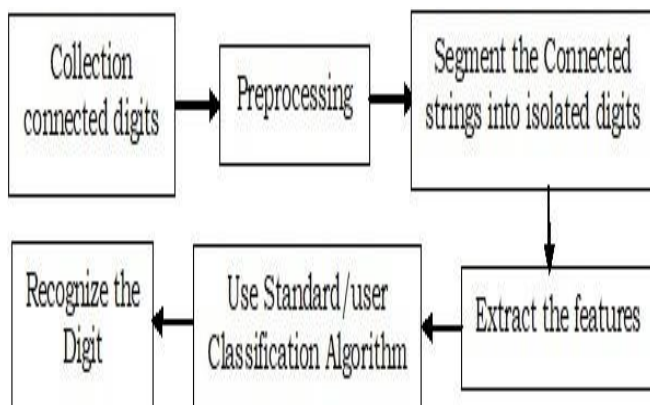 Collection
connected digits
Preprocessing
Segment the Connected
strings into isolated digits
Extract the features
Use Standard/user
Classification Algorithm
Recognize the
Digit